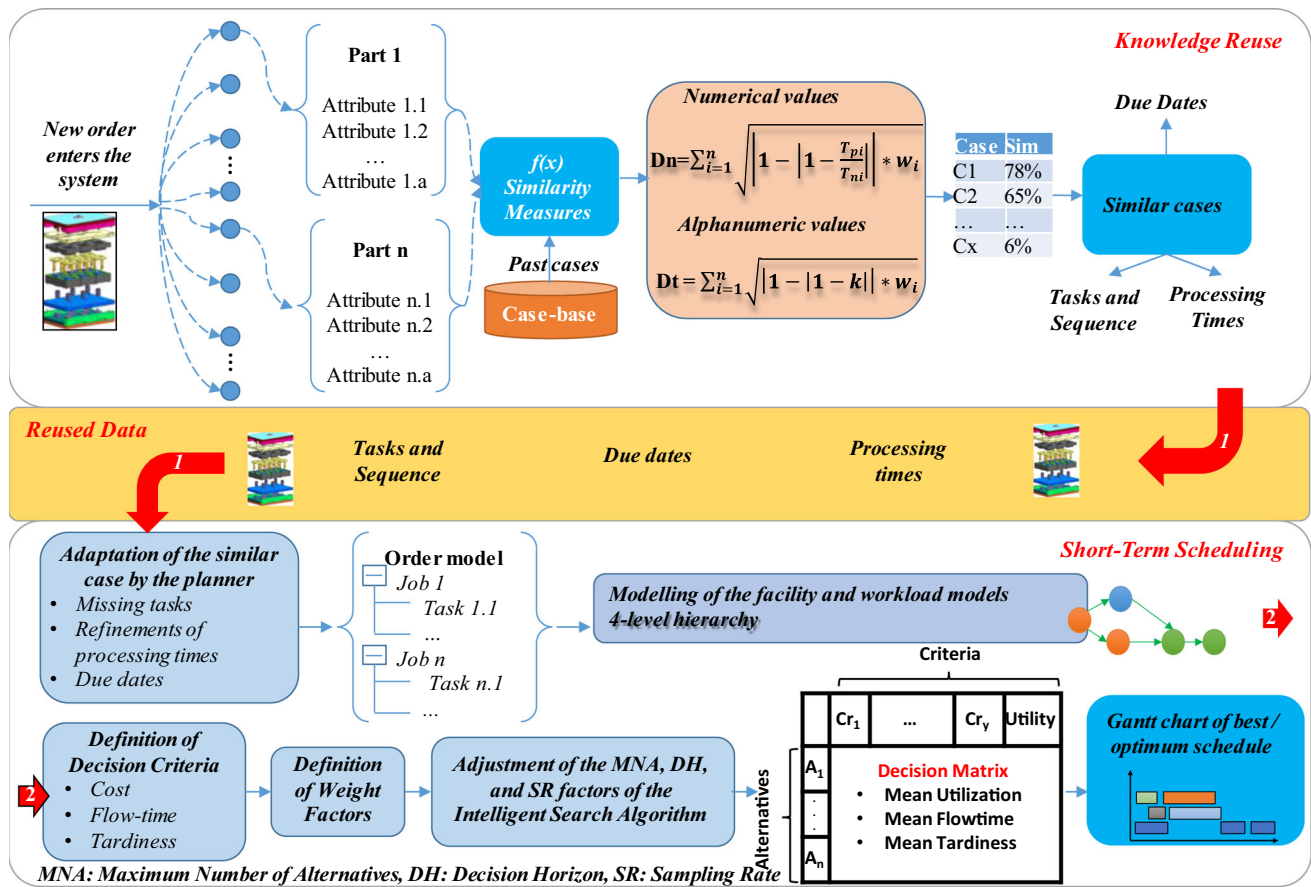 Knowledge Reuse
New order
enters the
system
Part 1
Attribute 1.1
Attribute 1.2
...
Attribute 1.a
Part n
Attribute n.1
Attribute n.2
...
Attribute n.a
f(x)
Similarity
Measures
Past cases
Case-base
Numerical values
Dn=∑ⁿᵢ₌₁ √(|1 − |1 − Tpi/Tni|| * wi)
Alphanumeric values
Dt = ∑ⁿᵢ₌₁ √(|1 − |1 − k|| * wi)
Case Sim
C1 78%
C2 65%
... ...
Cx 6%
Due Dates
Similar cases
Tasks and
Sequence
Processing
Times
Reused Data
1
Tasks and
Sequence
Due dates
Processing
times
1
Short-Term Scheduling
Adaptation of the similar
case by the planner
• Missing tasks
• Refinements of
processing times
• Due dates
Order model
Job 1
Task 1.1
...
Job n
Task n.1
...
Modelling of the facility and workload models
4-level hierarchy
2
2
Definition of
Decision Criteria
• Cost
• Flow-time
• Tardiness
Definition
of Weight
Factors
Adjustment of the MNA, DH,
and SR factors of the
Intelligent Search Algorithm
Criteria
Cr1 ... Cry Utility
Alternatives
A1
⋮
An
Decision Matrix
• Mean Utilization
• Mean Flowtime
• Mean Tardiness
Gantt chart of best /
optimum schedule
MNA: Maximum Number of Alternatives, DH: Decision Horizon, SR: Sampling Rate